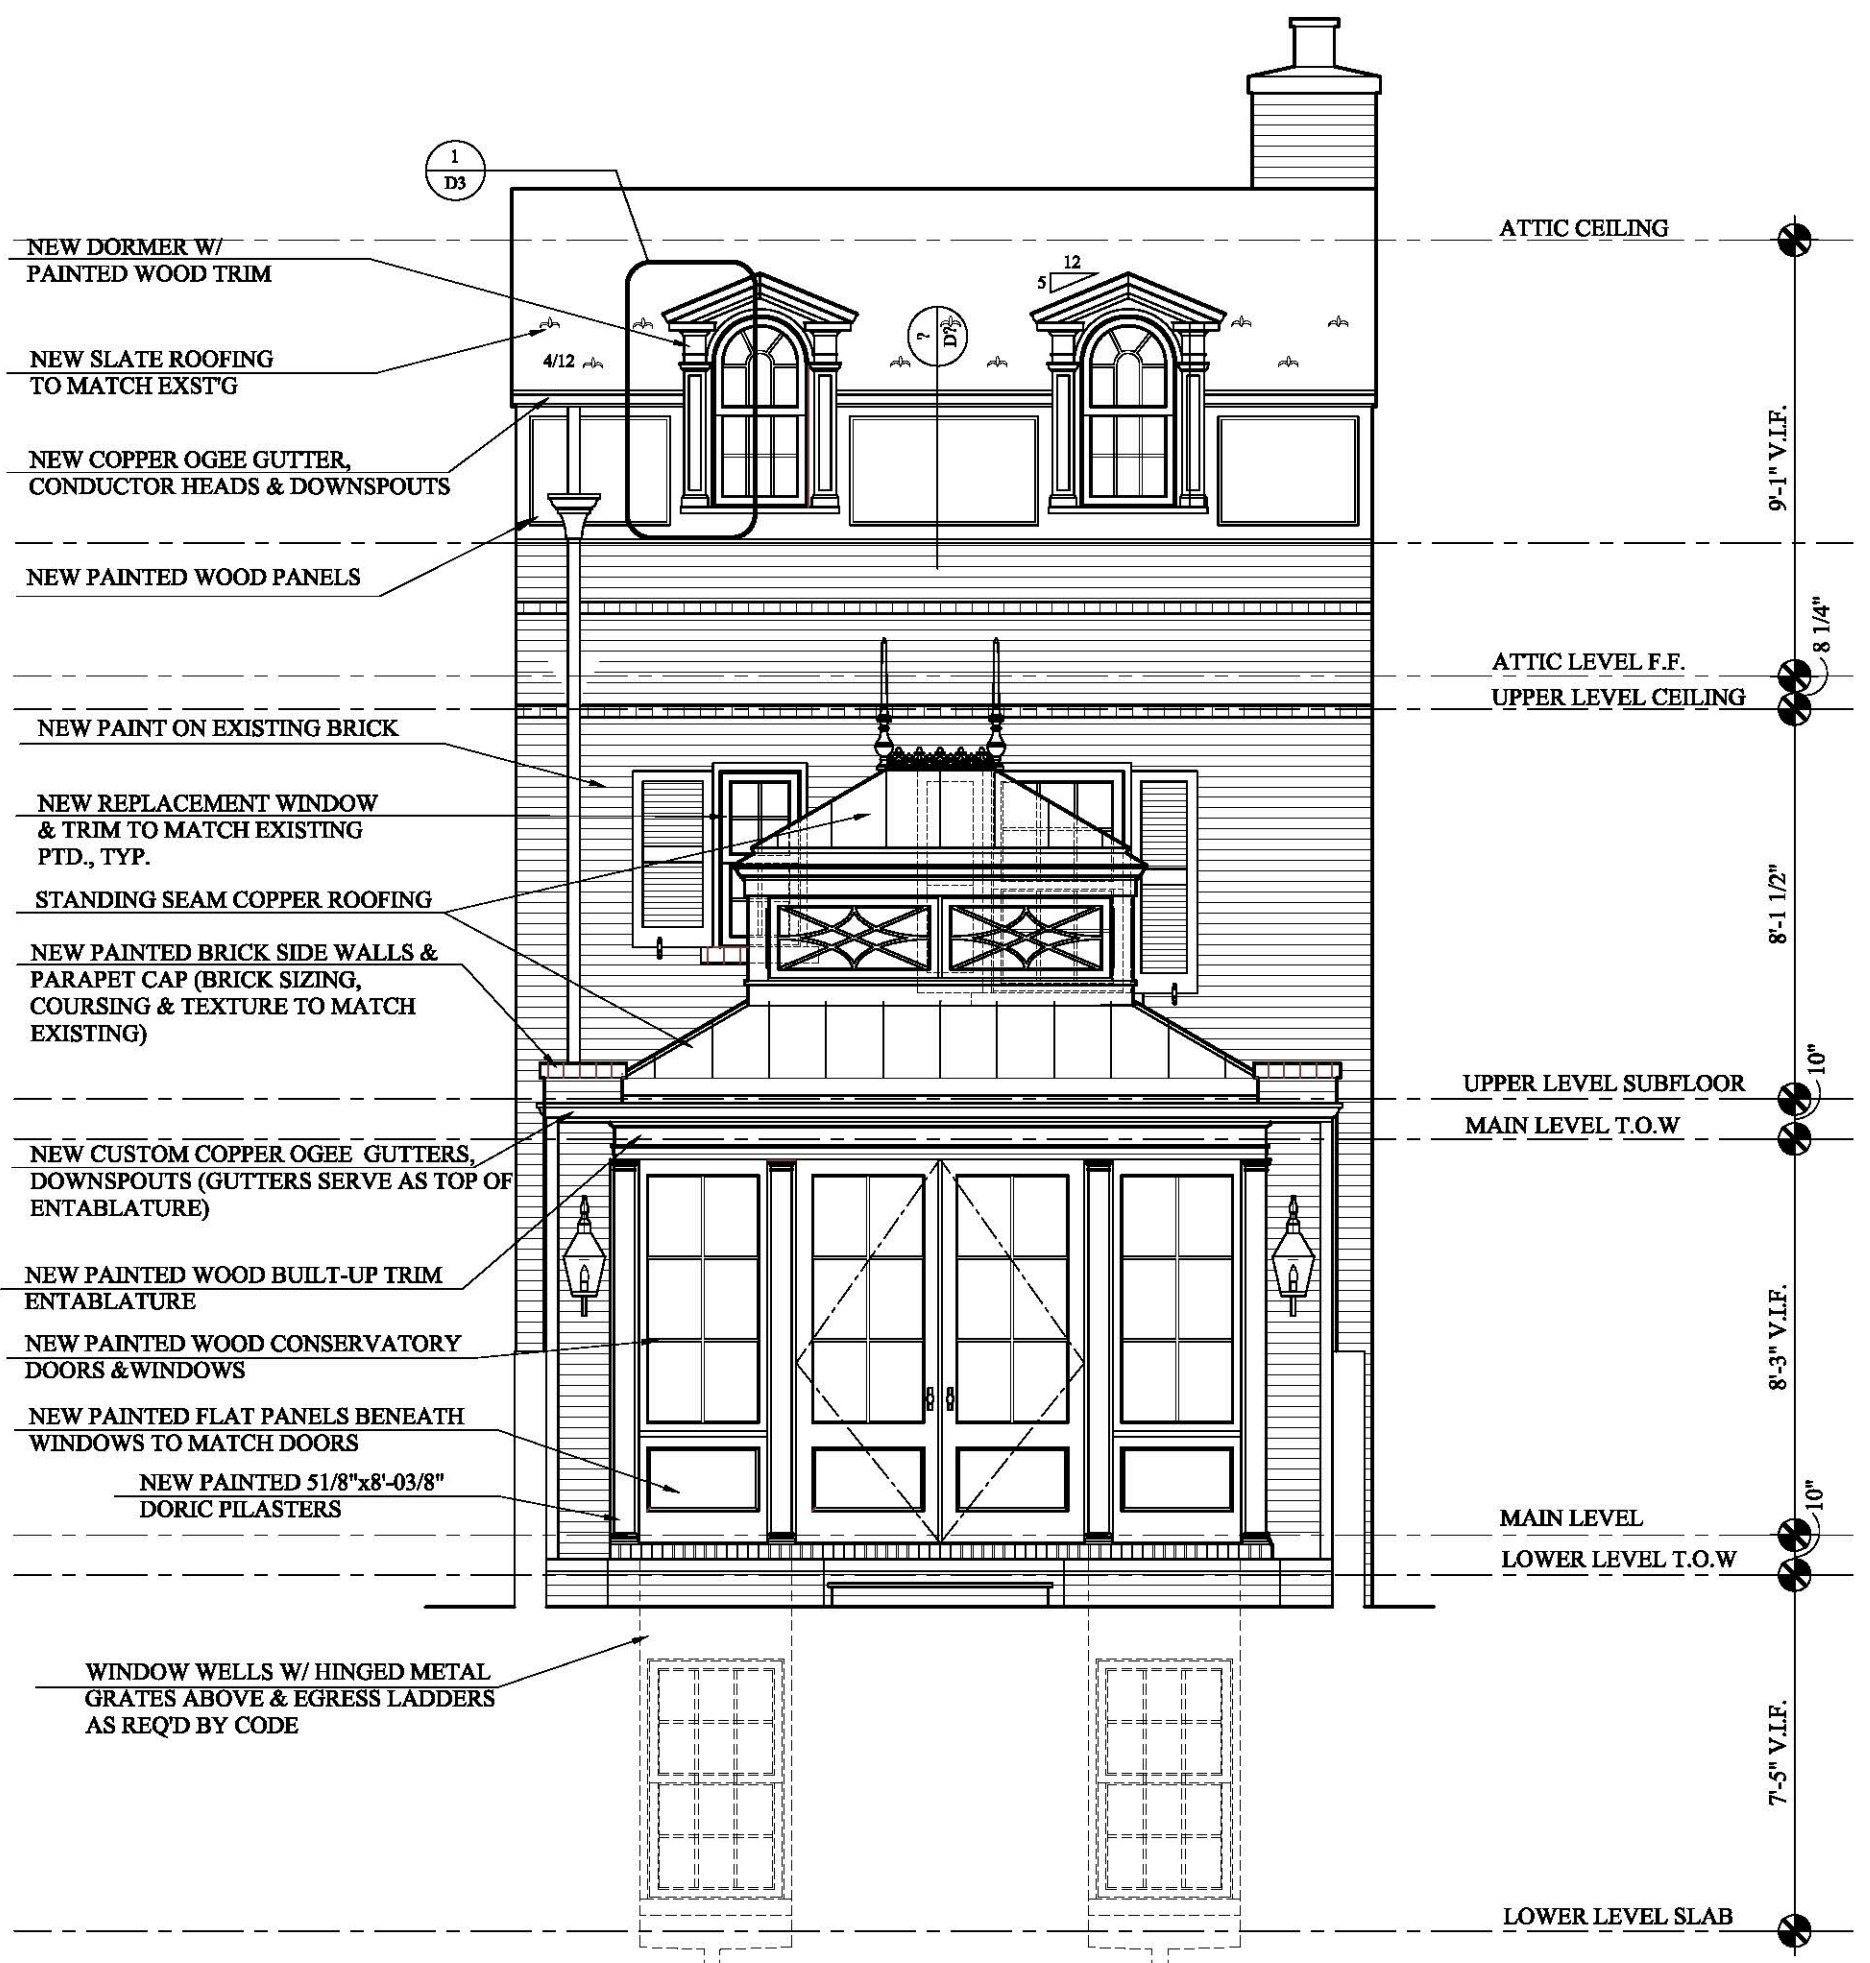 1
D3
ATTIC CEILING
NEW DORMER W/
PAINTED WOOD TRIM
12
5
?
D??
NEW SLATE ROOFING
TO MATCH EXST'G
4/12
9'-1" V.I.F.
NEW COPPER OGEE GUTTER,
CONDUCTOR HEADS & DOWNSPOUTS
NEW PAINTED WOOD PANELS
8 1/4"
ATTIC LEVEL F.F.
UPPER LEVEL CEILING
NEW PAINT ON EXISTING BRICK
NEW REPLACEMENT WINDOW
& TRIM TO MATCH EXISTING
PTD., TYP.
8'-1 1/2"
STANDING SEAM COPPER ROOFING
NEW PAINTED BRICK SIDE WALLS &
PARAPET CAP (BRICK SIZING,
COURSING & TEXTURE TO MATCH
EXISTING)
10"
UPPER LEVEL SUBFLOOR
MAIN LEVEL T.O.W
NEW CUSTOM COPPER OGEE GUTTERS,
DOWNSPOUTS (GUTTERS SERVE AS TOP OF
ENTABLATURE)
NEW PAINTED WOOD BUILT-UP TRIM
ENTABLATURE
8'-3" V.I.F.
NEW PAINTED WOOD CONSERVATORY
DOORS &WINDOWS
NEW PAINTED FLAT PANELS BENEATH
WINDOWS TO MATCH DOORS
NEW PAINTED 51/8"x8'-03/8"
DORIC PILASTERS
10"
MAIN LEVEL
LOWER LEVEL T.O.W
WINDOW WELLS W/ HINGED METAL
GRATES ABOVE & EGRESS LADDERS
AS REQ'D BY CODE
7'-5" V.I.F.
LOWER LEVEL SLAB